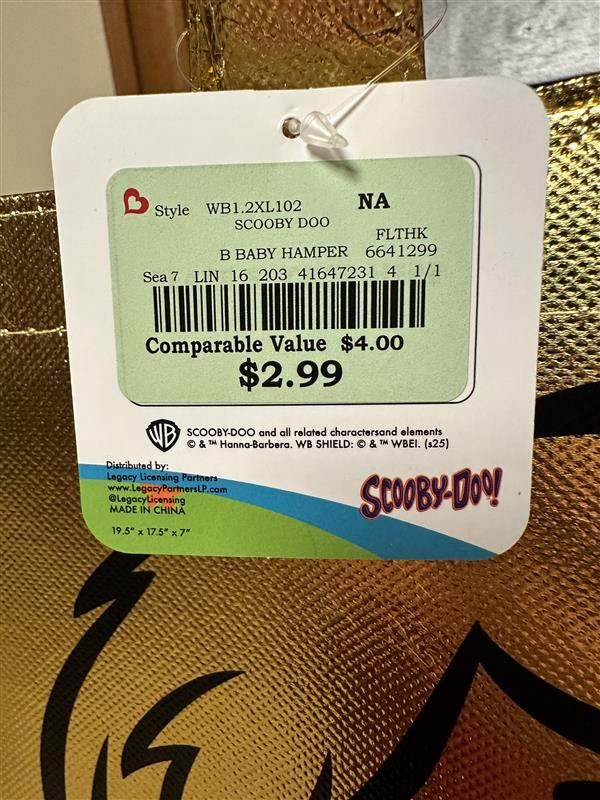 Style WB1.2XL102 NA
SCOOBY DOO
FLTHK
B BABY HAMPER 6641299
Sea 7 LIN 16 203 41647231 4 1/1
Comparable Value $4.00
$2.99
WB SCOOBY-DOO and all related charactersand elements
© & ™ Hanna-Barbera. WB SHIELD: © & ™ WBEI. (s25)
Distributed by:
Legacy Licensing Partners
www.LegacyPartnersLP.com
@LegacyLicensing
MADE IN CHINA
19.5" x 17.5" x 7"
SCOOBY-DOO!